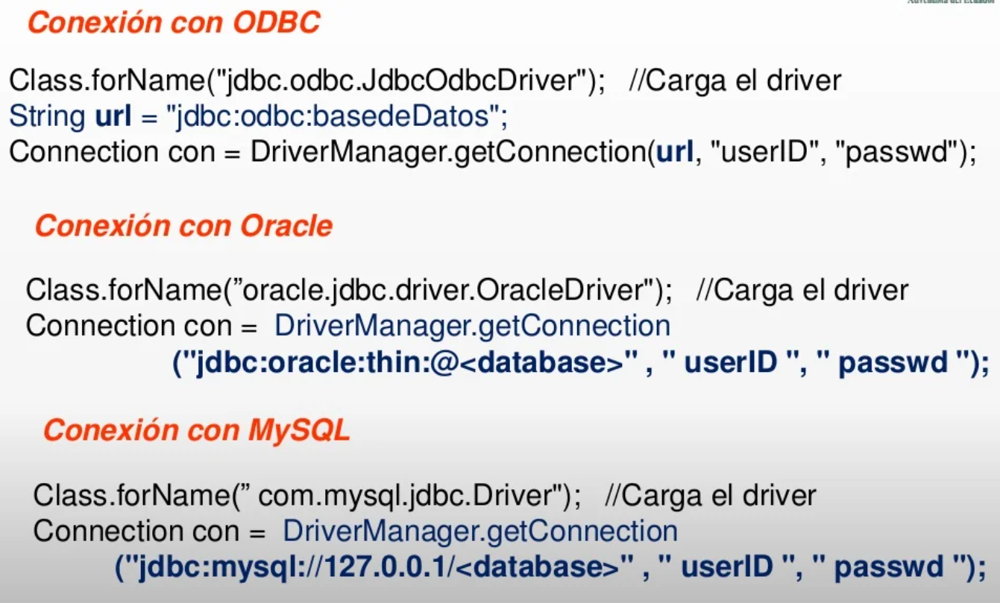 Conexión con ODBC
Class.forName("jdbc.odbc.JdbcOdbcDriver"); //Carga el driver
String url = "jdbc:odbc:basedeDatos";
Connection con = DriverManager.getConnection(url, "userID", "passwd");
Conexión con Oracle
Class.forName(”oracle.jdbc.driver.OracleDriver"); //Carga el driver
Connection con = DriverManager.getConnection
("jdbc:oracle:thin:@<database>" , " userID ", " passwd ");
Conexión con MySQL
Class.forName(” com.mysql.jdbc.Driver"); //Carga el driver
Connection con = DriverManager.getConnection
("jdbc:mysql://127.0.0.1/<database>" , " userID ", " passwd ");